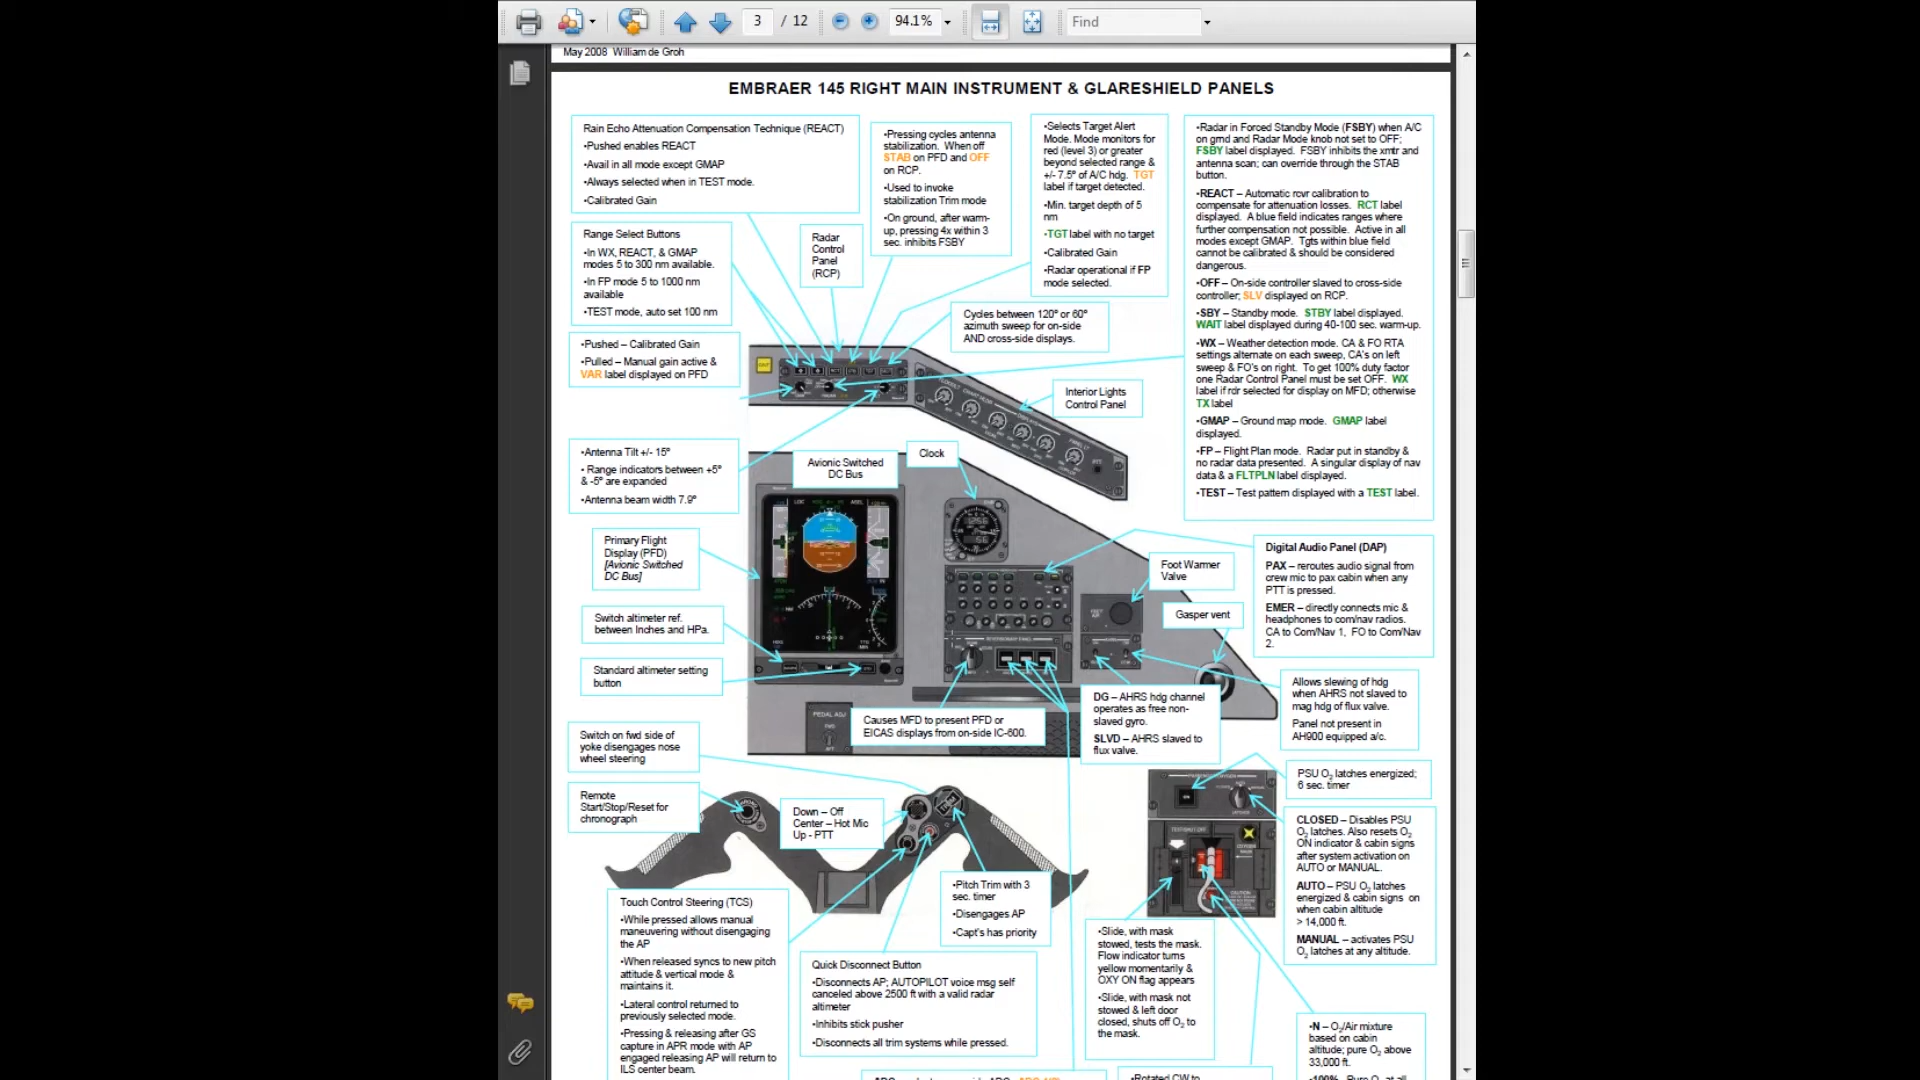 3 / 12
94.1%
Find
May 2008 William de Groh
EMBRAER 145 RIGHT MAIN INSTRUMENT & GLARESHIELD PANELS
Rain Echo Attenuation Compensation Technique (REACT)
•Pushed enables REACT
•Avail in all mode except GMAP
•Always selected when in TEST mode.
•Calibrated Gain
Range Select Buttons
•In WX, REACT, & GMAP
modes 5 to 300 nm available.
•In FP mode 5 to 1000 nm
available
•TEST mode, auto set 100 nm
•Pushed – Calibrated Gain
•Pulled – Manual gain active &
VAR label displayed on PFD
Radar
Control
Panel
(RCP)
•Pressing cycles antenna
stabilization. When off
STAB on PFD and OFF
on RCP.
•Used to invoke
stabilization Trim mode
•On ground, after warm-
up, pressing 4x within 3
sec. inhibits FSBY
•Selects Target Alert
Mode. Mode monitors for
red (level 3) or greater
beyond selected range &
+/- 7.5º of A/C hdg. TGT
label if target detected.
•Min. target depth of 5
nm
•TGT label with no target
•Calibrated Gain
•Radar operational if FP
mode selected.
Cycles between 120º or 60º
azimuth sweep for on-side
AND cross-side displays.
•Radar in Forced Standby Mode (FSBY) when A/C
on grnd and Radar Mode knob not set to OFF;
FSBY label displayed. FSBY inhibits the xmtr and
antenna scan; can override through the STAB
button.
•REACT – Automatic rcvr calibration to
compensate for attenuation losses. RCT label
displayed. A blue field indicates ranges where
further compensation not possible. Active in all
modes except GMAP. Tgts within blue field
cannot be calibrated & should be considered
dangerous.
•OFF – On-side controller slaved to cross-side
controller; SLV displayed on RCP.
•SBY – Standby mode. STBY label displayed.
WAIT label displayed during 40-100 sec. warm-up.
•WX – Weather detection mode. CA & FO RTA
settings alternate on each sweep, CA's on left
sweep & FO's on right. To get 100% duty factor
one Radar Control Panel must be set OFF. WX
label if rdr selected for display on MFD; otherwise
TX label
•GMAP – Ground map mode. GMAP label
displayed.
•FP – Flight Plan mode. Radar put in standby &
no radar data presented. A singular display of nav
data & a FLTPLN label displayed.
•TEST – Test pattern displayed with a TEST label.
Interior Lights
Control Panel
•Antenna Tilt +/- 15º
• Range indicators between +5º
& -5º are expanded
•Antenna beam width 7.9º
Avionic Switched
DC Bus
Clock
Primary Flight
Display (PFD)
[Avionic Switched
DC Bus]
Switch altimeter ref.
between Inches and HPa.
Standard altimeter setting
button
Foot Warmer
Valve
Gasper vent
Digital Audio Panel (DAP)
PAX – reroutes audio signal from
crew mic to pax cabin when any
PTT is pressed.
EMER – directly connects mic &
headphones to com/nav radios.
CA to Com/Nav 1, FO to Com/Nav
2.
REVERSIONARY PANEL
PEDAL ADJ
FWD
AFT
Causes MFD to present PFD or
EICAS displays from on-side IC-600.
DG – AHRS hdg channel
operates as free non-
slaved gyro.
SLVD – AHRS slaved to
flux valve.
Allows slewing of hdg
when AHRS not slaved to
mag hdg of flux valve.
Panel not present in
AH900 equipped a/c.
Switch on fwd side of
yoke disengages nose
wheel steering
Remote
Start/Stop/Reset for
chronograph
Down – Off
Center – Hot Mic
Up - PTT
PSU O2 latches energized;
6 sec. timer
CLOSED – Disables PSU
O2 latches. Also resets O2
ON indicator & cabin signs
after system activation on
AUTO or MANUAL.
AUTO – PSU O2 latches
energized & cabin signs on
when cabin altitude
> 14,000 ft.
MANUAL – activates PSU
O2 latches at any altitude.
Touch Control Steering (TCS)
•While pressed allows manual
maneuvering without disengaging
the AP
•When released syncs to new pitch
attitude & vertical mode &
maintains it.
•Lateral control returned to
previously selected mode.
•Pressing & releasing after GS
capture in APR mode with AP
engaged releasing AP will return to
ILS center beam.
•Pitch Trim with 3
sec. timer
•Disengages AP
•Capt's has priority
Quick Disconnect Button
•Disconnects AP; AUTOPILOT voice msg self
canceled above 2500 ft with a valid radar
altimeter
•Inhibits stick pusher
•Disconnects all trim systems while pressed.
•Slide, with mask
stowed, tests the mask.
Flow indicator turns
yellow momentarily &
OXY ON flag appears
•Slide, with mask not
stowed & left door
closed, shuts off O2 to
the mask.
•N – O2/Air mixture
based on cabin
altitude; pure O2 above
33,000 ft.
•Rotated CW to